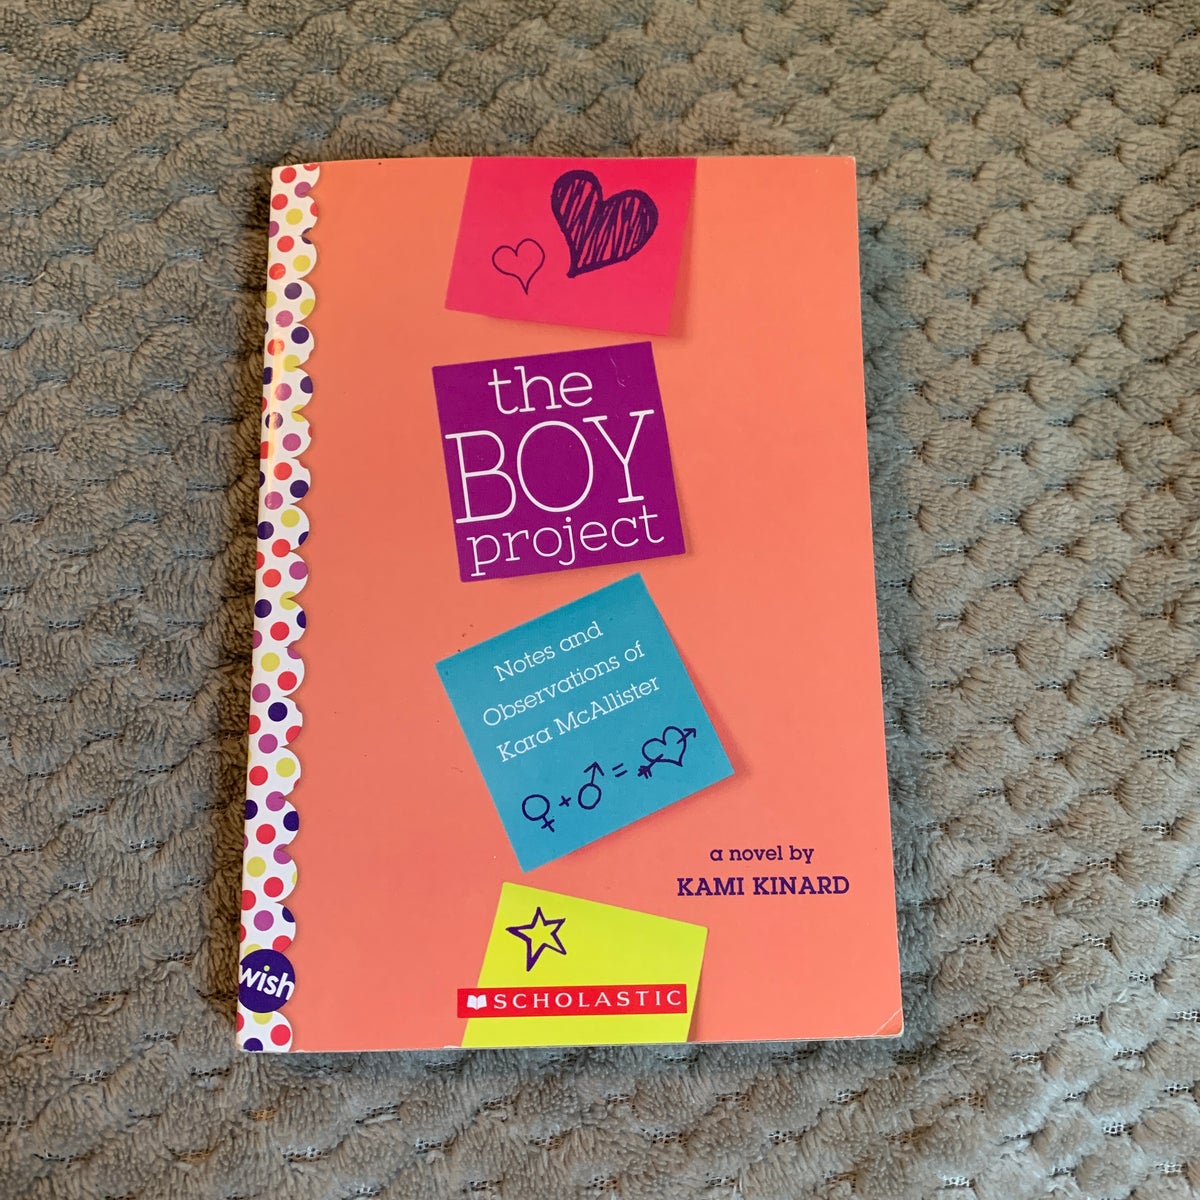 the
BOY
project
Notes and
Observations of
Kara McAllister
a novel by
KAMI KINARD
wish
SCHOLASTIC